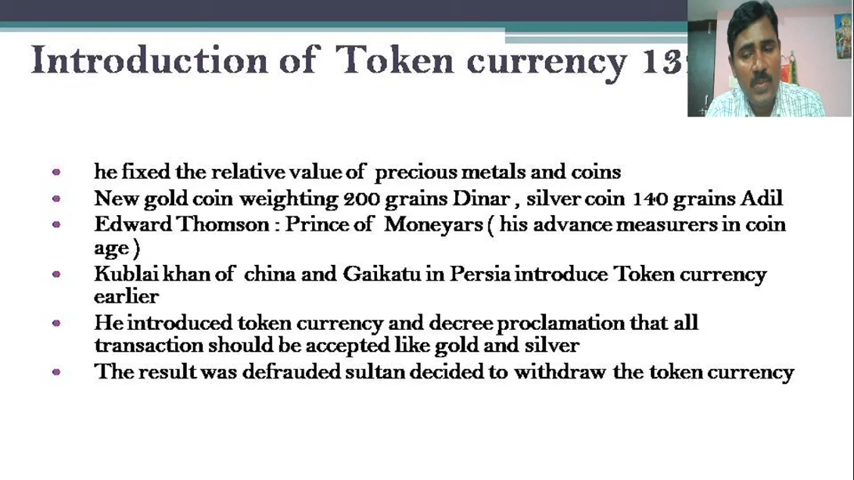 Introduction of Token currency 13
he fixed the relative value of precious metals and coins
New gold coin weighting 200 grains Dinar , silver coin 140 grains Adil
Edward Thomson : Prince of Moneyars ( his advance measurers in coin
age )
Kublai khan of china and Gaikatu in Persia introduce Token currency
earlier
He introduced token currency and decree proclamation that all
transaction should be accepted like gold and silver
The result was defrauded sultan decided to withdraw the token currency